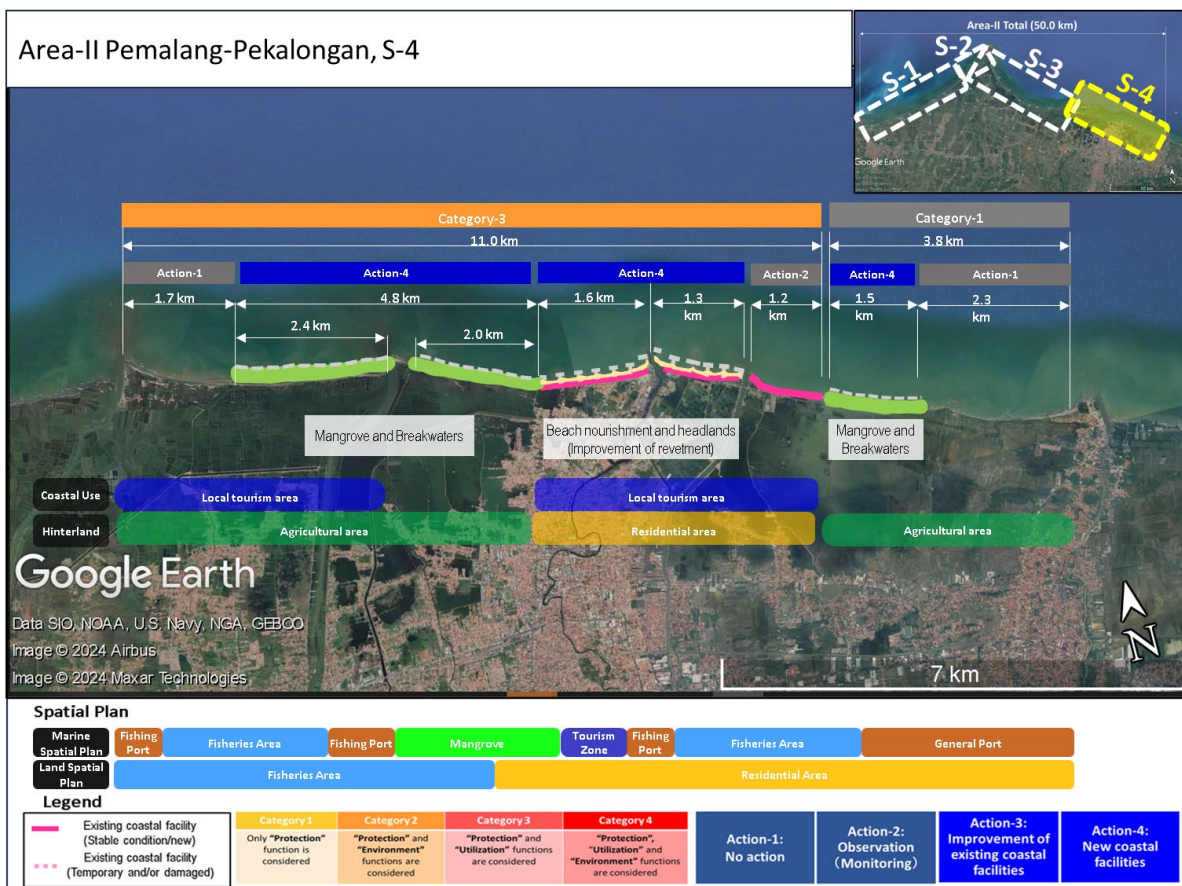 Area-II Pemalang-Pekalongan, S-4
Area-II Total (50.0 km)
S-1
S-2
S-3
S-4
Google Earth
10 km
N
Category-3
Category-1
11.0 km
3.8 km
Action-1
Action-4
Action-4
Action-2
Action-4
Action-1
1.7 km
4.8 km
1.6 km
1.3
km
1.2
km
1.5
km
2.3
km
2.4 km
2.0 km
Mangrove and Breakwaters
Beach nourishment and headlands
(Improvement of revetment)
Mangrove and
Breakwaters
Coastal Use
Local tourism area
Local tourism area
Hinterland
Agricultural area
Residential area
Agricultural area
Google Earth
Data SIO, NOAA, U.S. Navy, NGA, GEBCO
Image © 2024 Airbus
Image © 2024 Maxar Technologies
7 km
N
Spatial Plan
Marine
Spatial Plan
Fishing
Port
Fisheries Area
Fishing Port
Mangrove
Tourism
Zone
Fishing
Port
Fisheries Area
General Port
Land Spatial
Plan
Fisheries Area
Residential Area
Legend
Existing coastal facility
(Stable condition/new)
Existing coastal facility
(Temporary and/or damaged)
Category 1
Only “Protection”
function is
considered
Category 2
“Protection” and
“Environment”
functions are
considered
Category 3
“Protection” and
“Utilization” functions
are considered
Category 4
“Protection”,
“Utilization” and
“Environment” functions
are considered
Action-1:
No action
Action-2:
Observation
(Monitoring)
Action-3:
Improvement of
existing coastal
facilities
Action-4:
New coastal
facilities